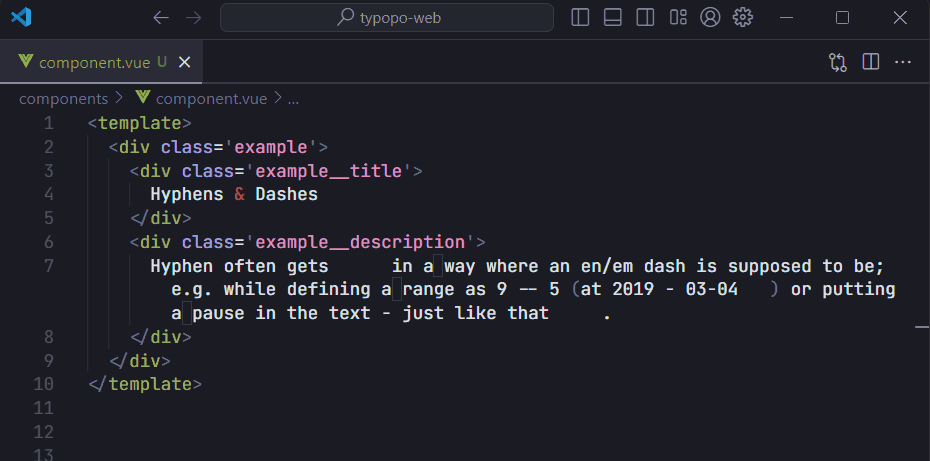 typopo-web
component.vue U
components > component.vue > ...
1 <template>
2 <div class='example'>
3 <div class='example__title'>
4 Hyphens & Dashes
5 </div>
6 <div class='example__description'>
7 Hyphen often gets      in a way where an en/em dash is supposed to be;
e.g. while defining a range as 9 -- 5 (at 2019 - 03-04   ) or putting
a pause in the text - just like that     .
8 </div>
9 </div>
10 </template>
11
12
13